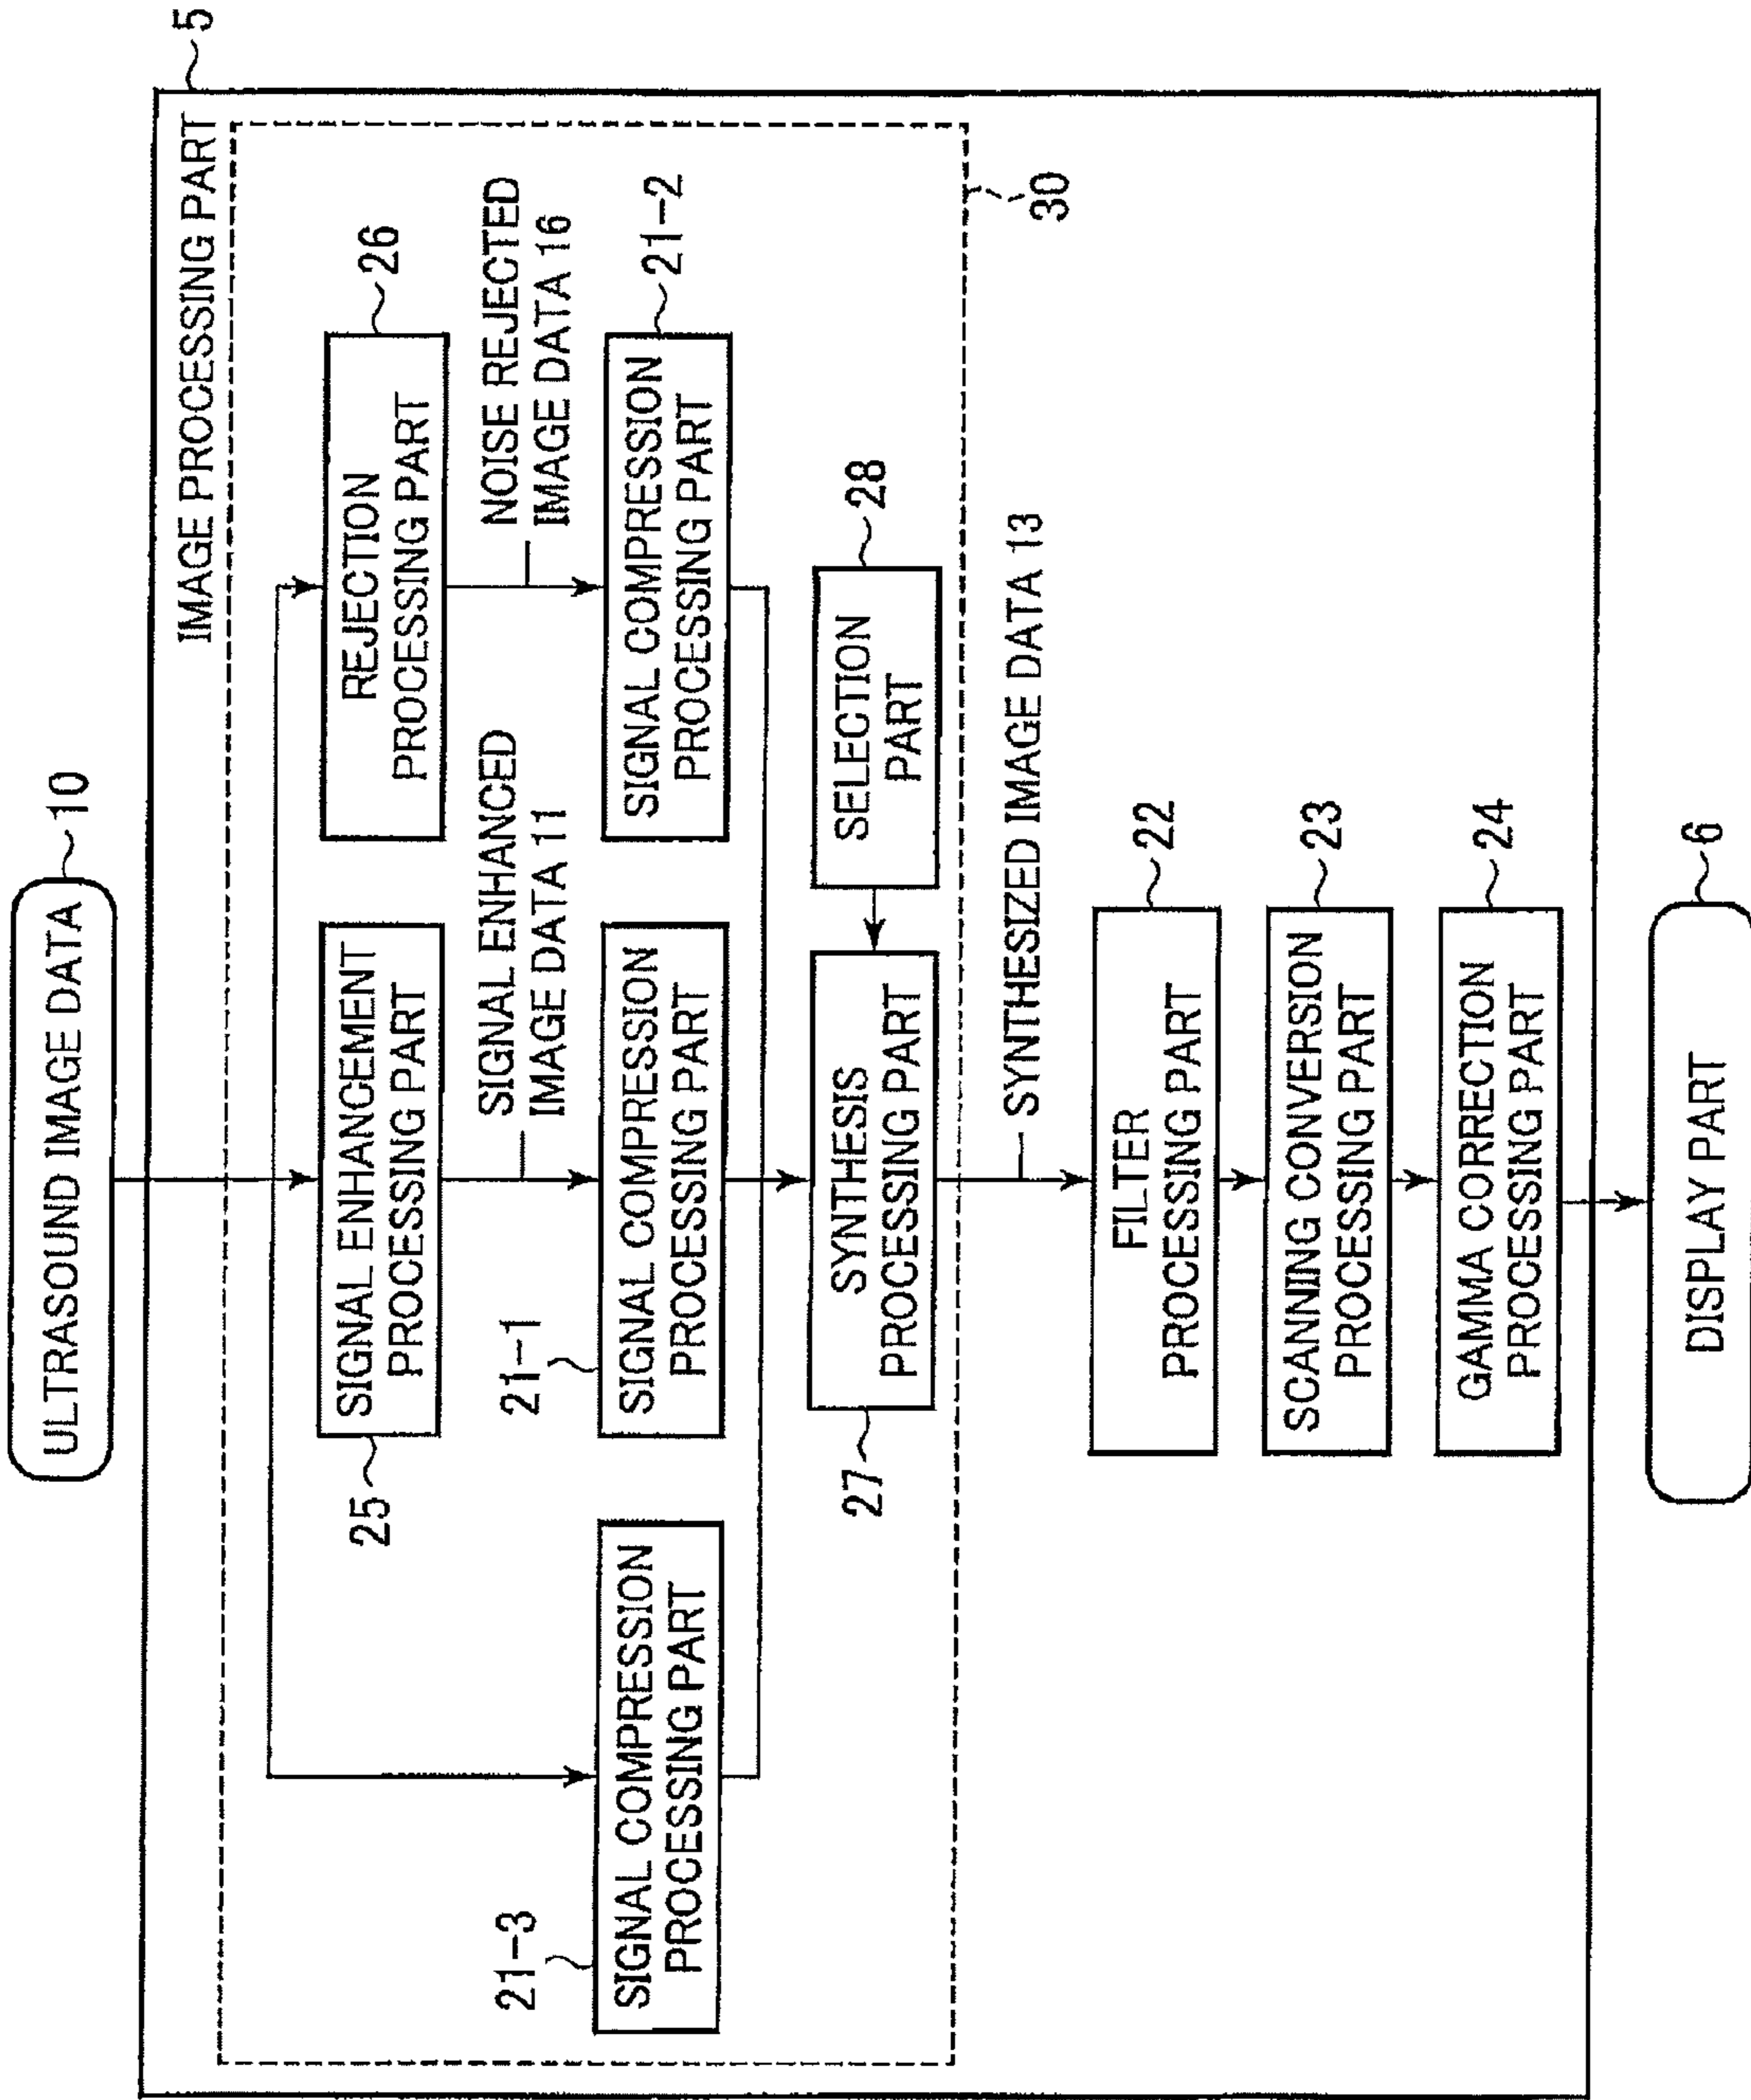 ULTRASOUND IMAGE DATA
10
5
IMAGE PROCESSING PART
SIGNAL ENHANCEMENT
PROCESSING PART
25
REJECTION
PROCESSING PART
26
SIGNAL ENHANCED
IMAGE DATA 11
NOISE REJECTED
IMAGE DATA 16
21-3
SIGNAL COMPRESSION
PROCESSING PART
21-1
SIGNAL COMPRESSION
PROCESSING PART
21-2
SIGNAL COMPRESSION
PROCESSING PART
27
SYNTHESIS
PROCESSING PART
SELECTION
PART
28
30
SYNTHESIZED IMAGE DATA 13
FILTER
PROCESSING PART
22
SCANNING CONVERSION
PROCESSING PART
23
GAMMA CORRECTION
PROCESSING PART
24
DISPLAY PART
6